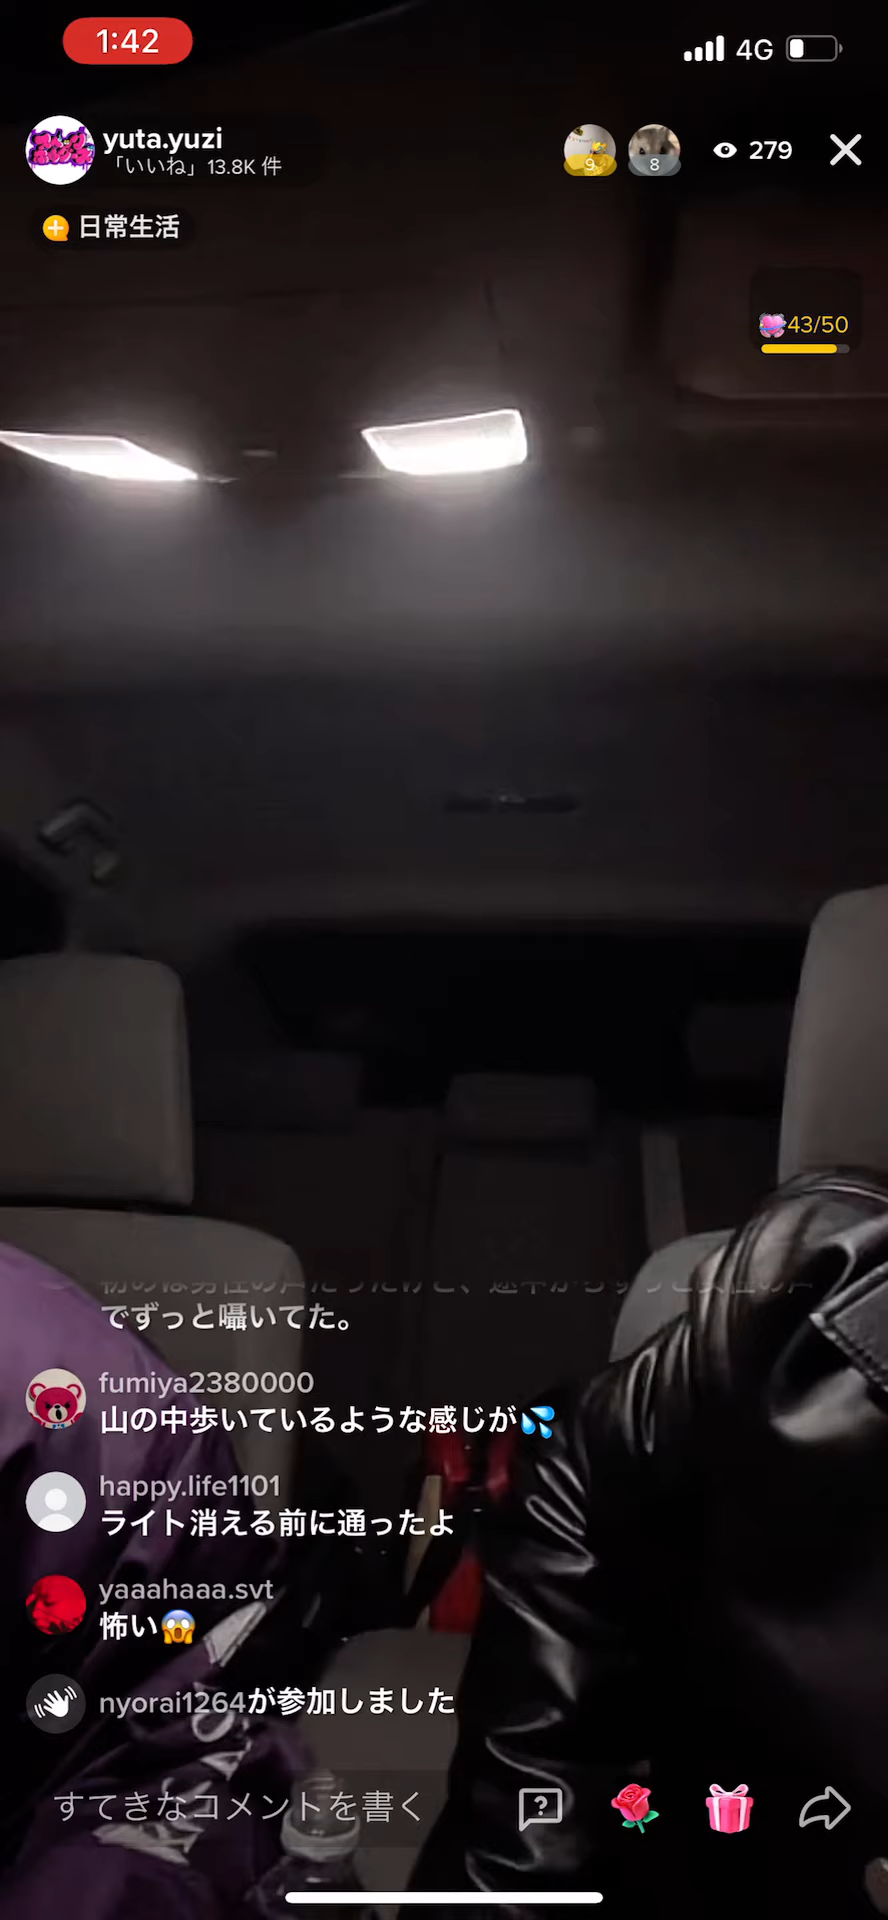 1:42
4G
yuta.yuzi
279
「いいね」13.8K 件
9
8
日常生活
43/50
でずっと囁いてた。
fumiya2380000
山の中歩いているような感じが💦
happy.life1101
ライト消える前に通ったよ
yaaahaaa.svt
怖い😱
nyorai1264が参加しました
すてきなコメントを書く